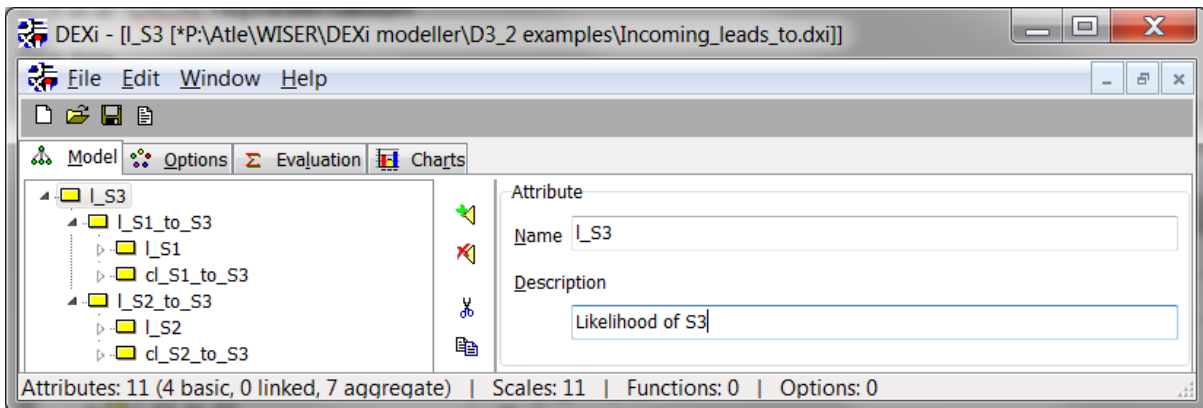 DEXi - [l_S3 [*P:\Atle\WISER\DEXi modeller\D3_2 examples\Incoming_leads_to.dxi]]
File Edit Window Help
Model Options Evaluation Charts
l_S3
l_S1_to_S3
l_S1
cl_S1_to_S3
l_S2_to_S3
l_S2
cl_S2_to_S3
Attribute
Name l_S3
Description
Likelihood of S3
Attributes: 11 (4 basic, 0 linked, 7 aggregate) | Scales: 11 | Functions: 0 | Options: 0